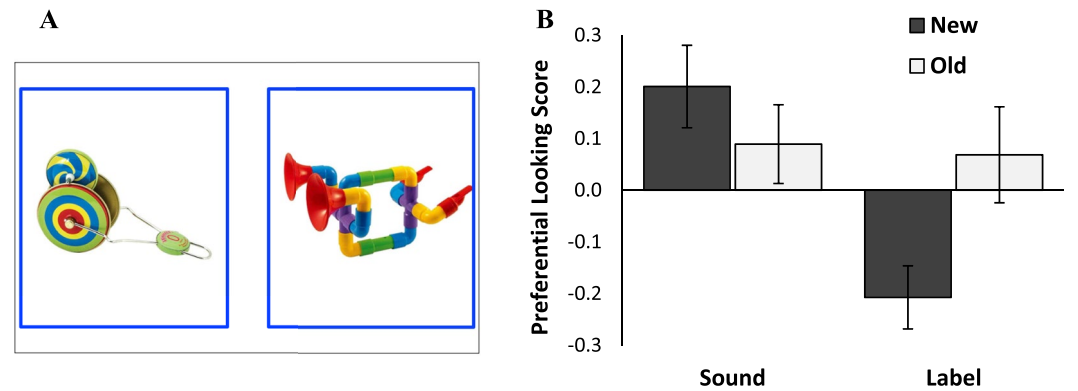 A
B
New
Old
Preferential Looking Score
0.3
0.2
0.1
0.0
-0.1
-0.2
-0.3
Sound Label